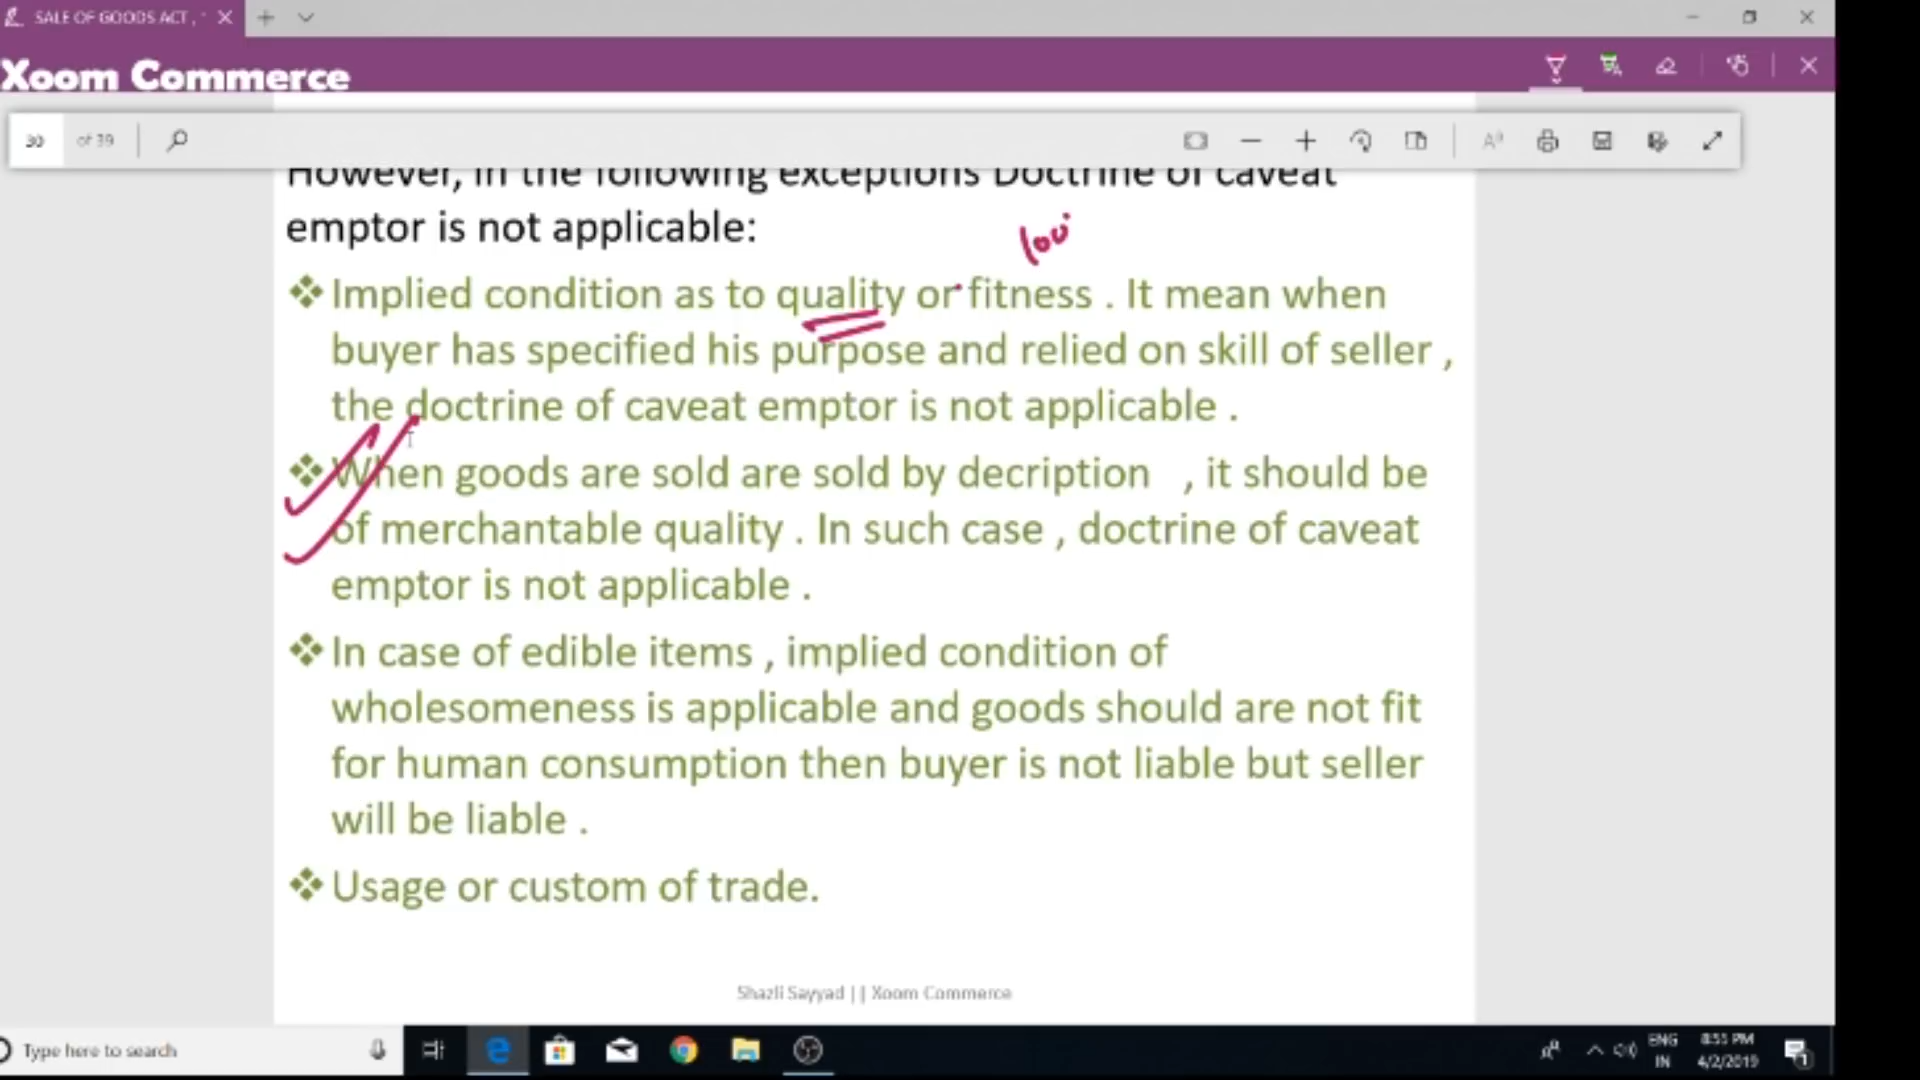 SALE OF GOODS ACT,
Xoom Commerce
30 of 39
However, in the following exceptions Doctrine of caveat
emptor is not applicable:
❖Implied condition as to quality or fitness . It mean when
buyer has specified his purpose and relied on skill of seller ,
the doctrine of caveat emptor is not applicable .
❖When goods are sold are sold by decription , it should be
of merchantable quality . In such case , doctrine of caveat
emptor is not applicable .
❖In case of edible items , implied condition of
wholesomeness is applicable and goods should are not fit
for human consumption then buyer is not liable but seller
will be liable .
❖Usage or custom of trade.
Shazli Sayyad || Xoom Commerce
Type here to search
ENG
IN
8:55 PM
4/2/2019
1